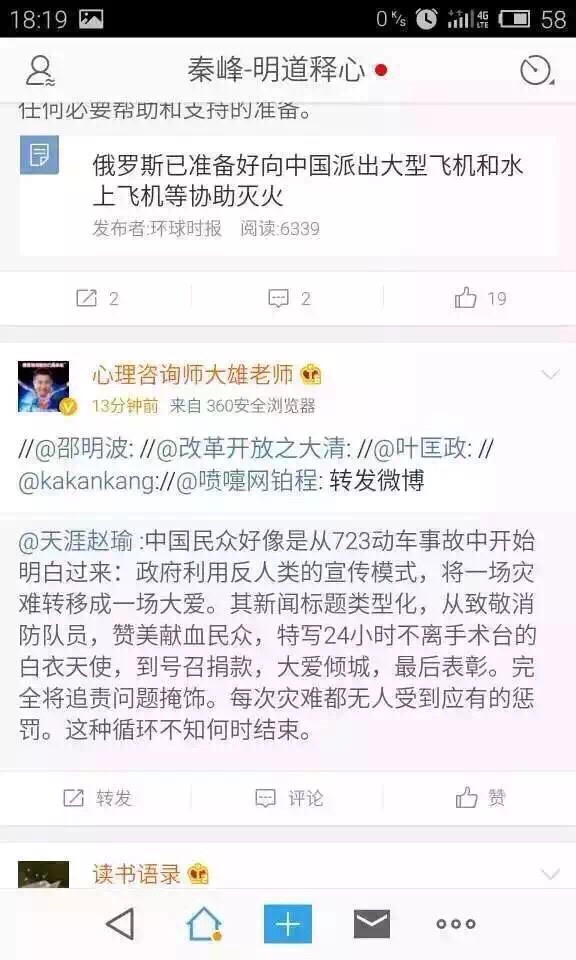 18:19
0 K/s
4G
LTE
58
秦峰-明道释心
任何必要帮助和支持的准备。
俄罗斯已准备好向中国派出大型飞机和水
上飞机等协助灭火
发布者:环球时报 阅读:6339
2
2
19
心理咨询师大雄老师
13分钟前 来自 360安全浏览器
//@邵明波: //@改革开放之大清: //@叶匡政: //
@kakankang://@喷嚏网铂程: 转发微博
@天涯赵瑜 :中国民众好像是从723动车事故中开始
明白过来：政府利用反人类的宣传模式，将一场灾
难转移成一场大爱。其新闻标题类型化，从致敬消
防队员，赞美献血民众，特写24小时不离手术台的
白衣天使，到号召捐款，大爱倾城，最后表彰。完
全将追责问题掩饰。每次灾难都无人受到应有的惩
罚。这种循环不知何时结束。
转发
评论
赞
读书语录